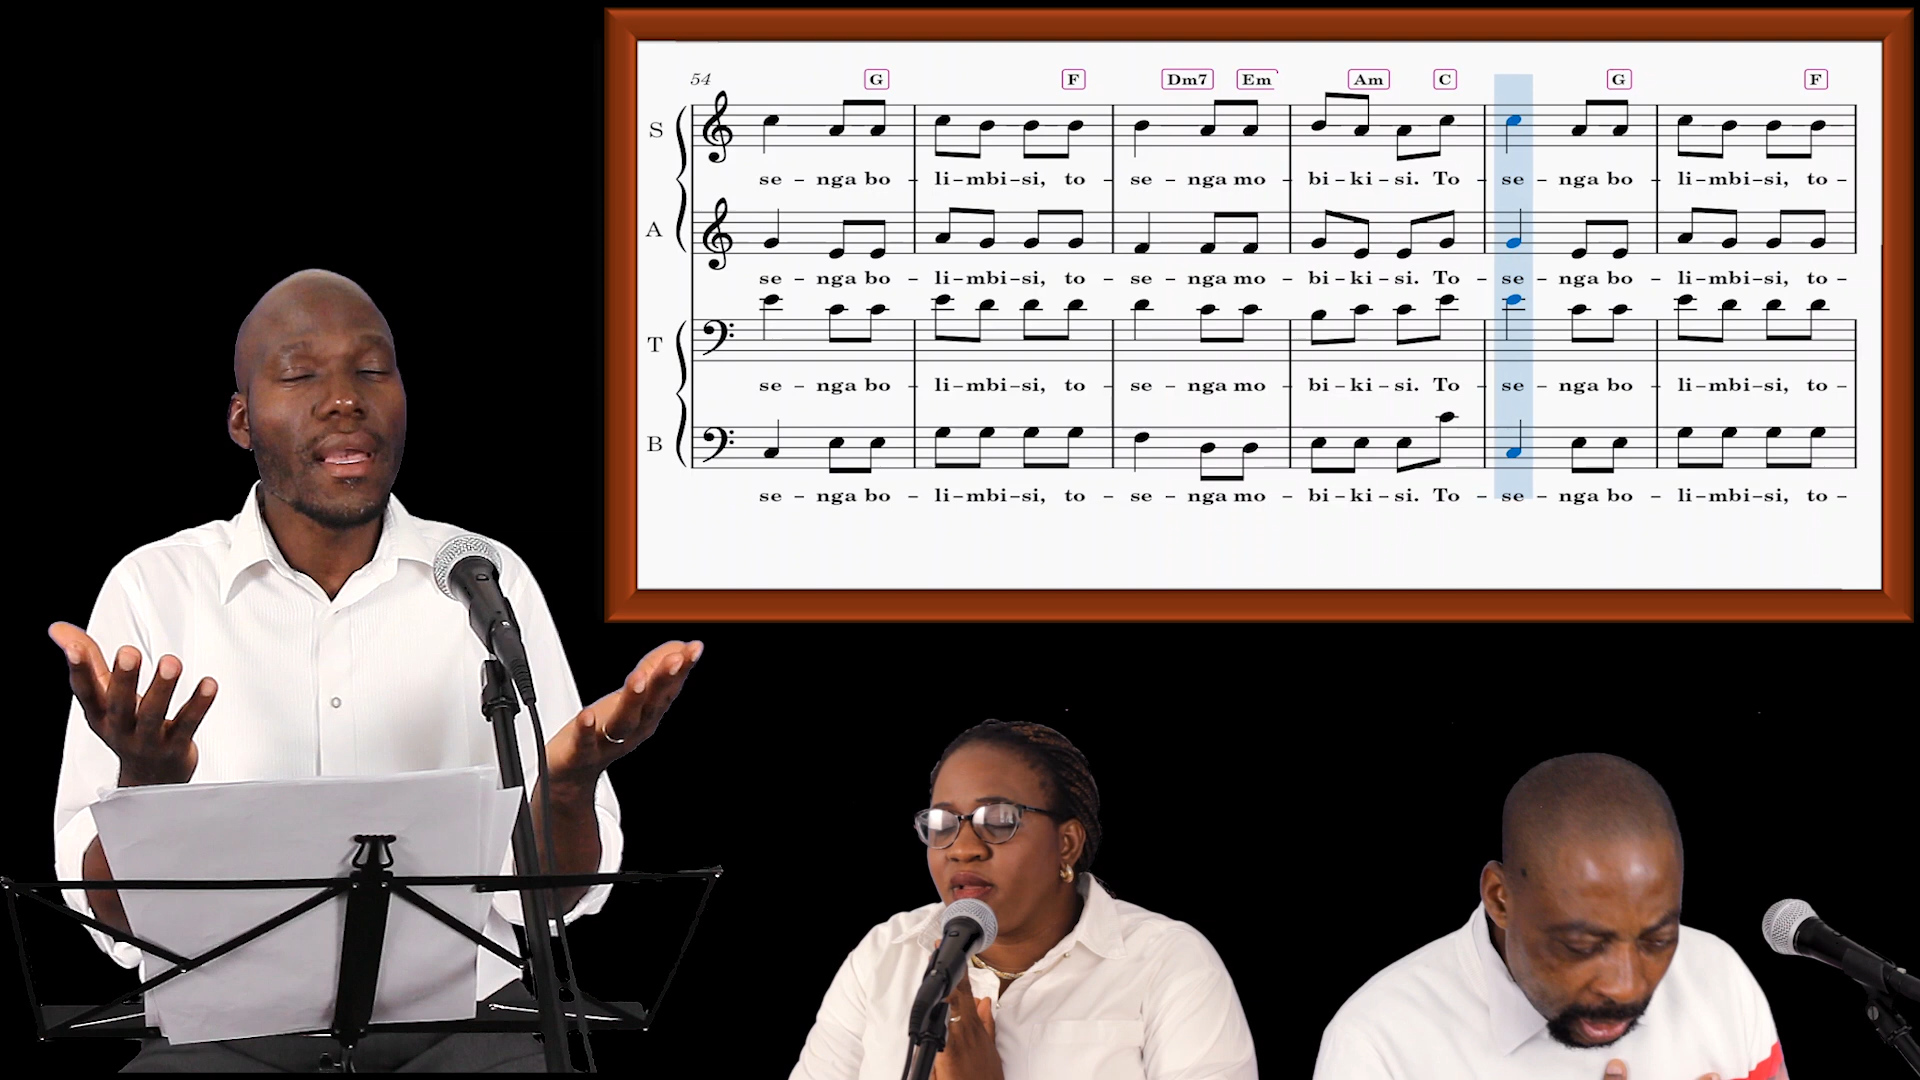 54 G F Dm7 Em Am C G F
S
se - nga bo - li-mbi-si, to - se - nga mo - bi-ki-si. To - se - nga bo - li-mbi-si, to -
A
se - nga bo - li-mbi-si, to - se - nga mo - bi-ki-si. To - se - nga bo - li-mbi-si, to -
T
se - nga bo - li-mbi-si, to - se - nga mo - bi-ki-si. To - se - nga bo - li-mbi-si, to -
B
se - nga bo - li-mbi-si, to - se - nga mo - bi-ki-si. To - se - nga bo - li-mbi-si, to -